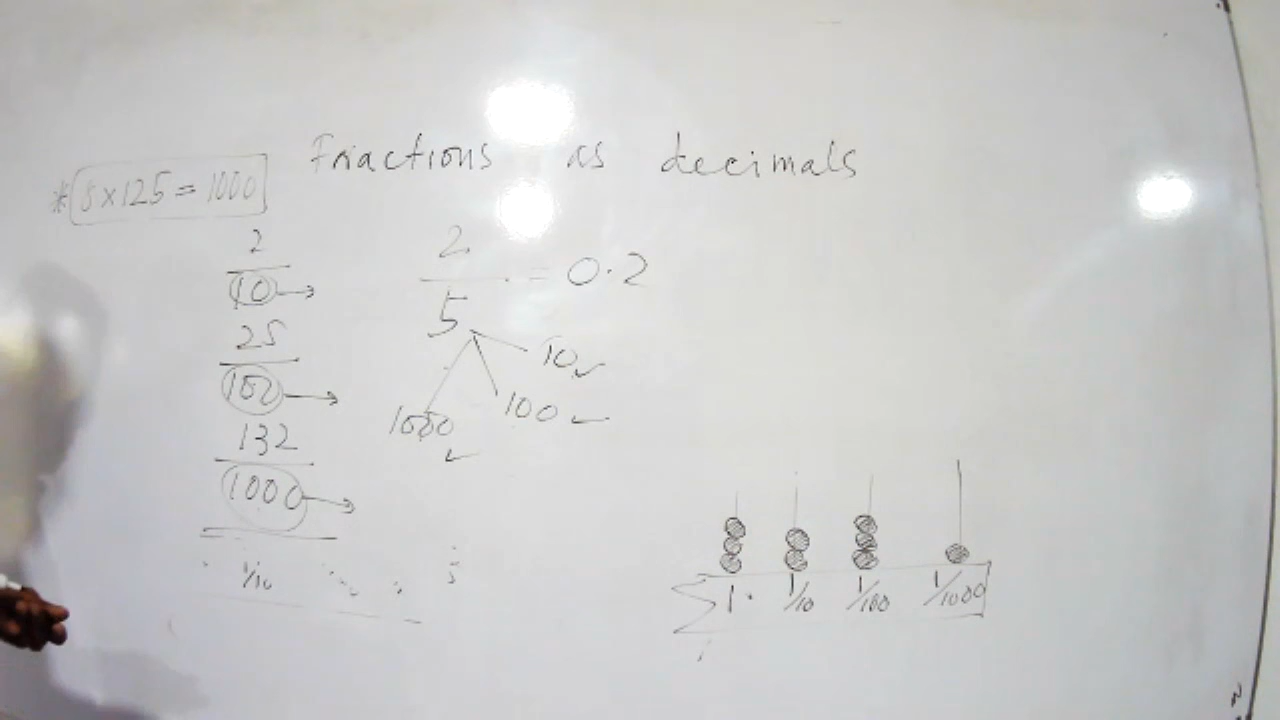 Fractions as decimals
*8x125 = 1000
2/10 →
25/100 →
132/1000 →
1/10
2/5 = 0.2
10 ✓
100 ✓
1000 ✓
5
1. 1/10 1/100 1/1000